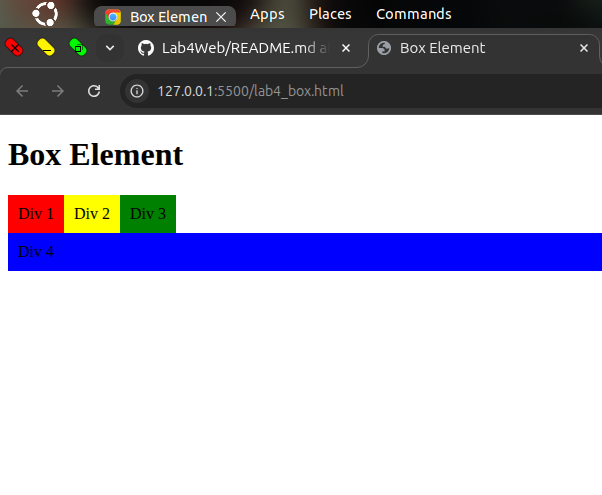 Box Elemen Apps Places Commands
Lab4Web/README.md a Box Element
127.0.0.1:5500/lab4_box.html
Box Element
Div 1 Div 2 Div 3
Div 4